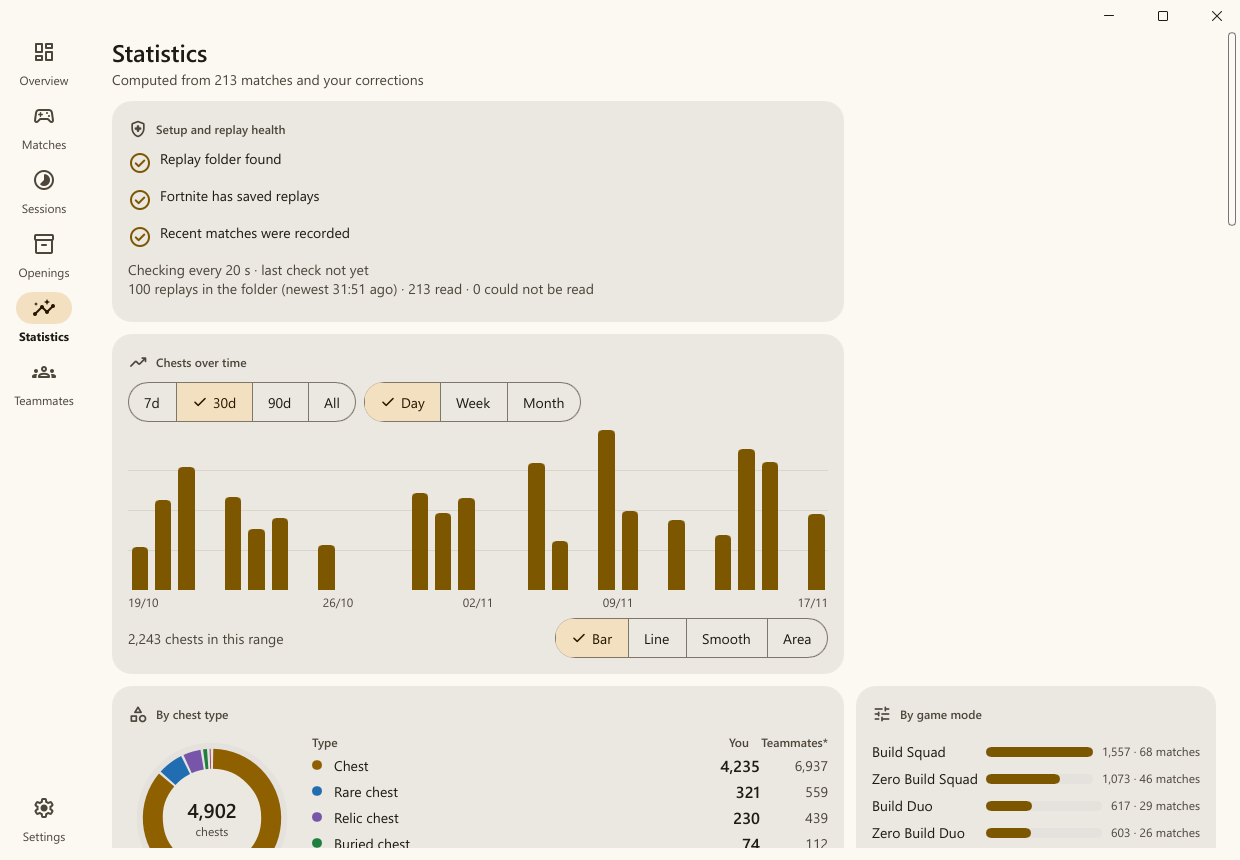 Overview
Matches
Sessions
Openings
Statistics
Teammates
Settings
Statistics
Computed from 213 matches and your corrections
Setup and replay health
Replay folder found
Fortnite has saved replays
Recent matches were recorded
Checking every 20 s · last check not yet
100 replays in the folder (newest 31:51 ago) · 213 read · 0 could not be read
Chests over time
7d 30d 90d All Day Week Month
19/10 26/10 02/11 09/11 17/11
2,243 chests in this range
Bar Line Smooth Area
By chest type
4,902
chests
Type You Teammates*
Chest 4,235 6,937
Rare chest 321 559
Relic chest 230 439
Buried chest 74 112
By game mode
Build Squad 1,557 · 68 matches
Zero Build Squad 1,073 · 46 matches
Build Duo 617 · 29 matches
Zero Build Duo 603 · 26 matches